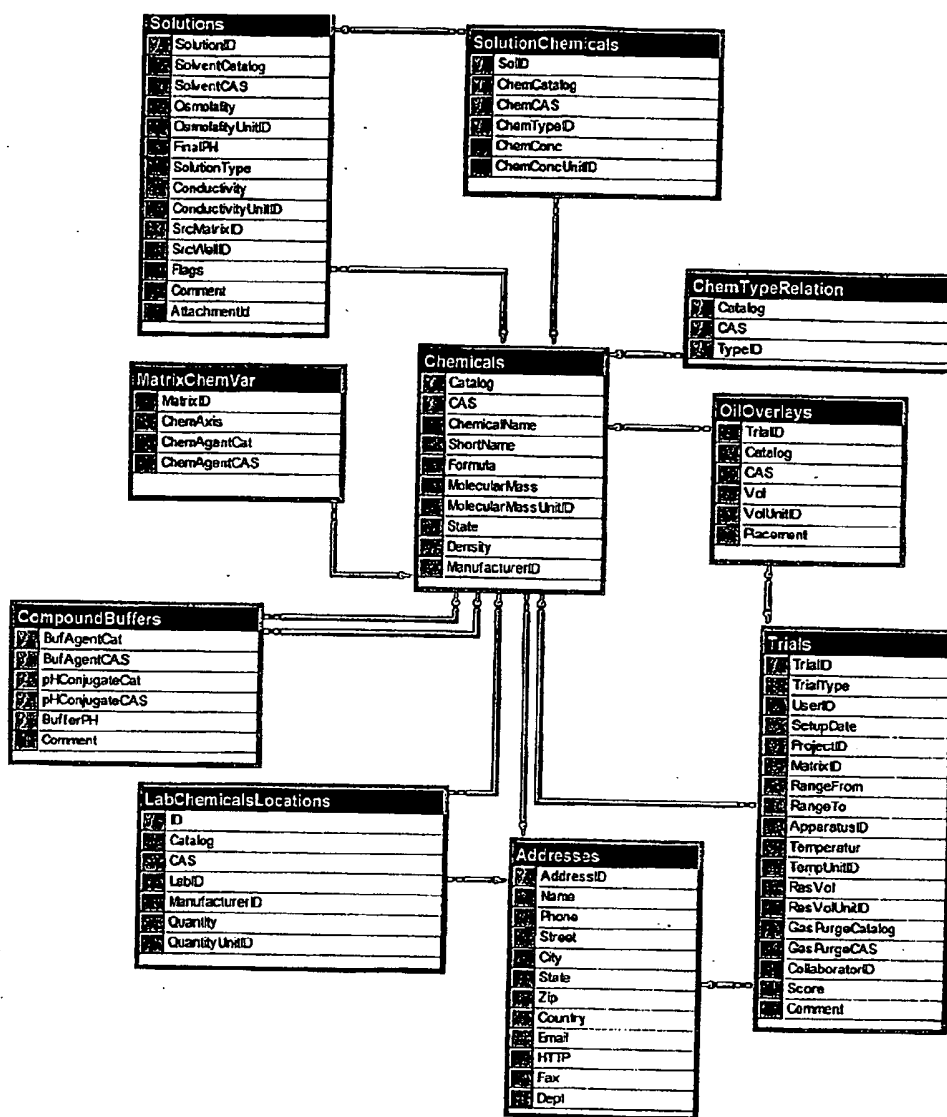 Solutions
SolutionID
SolventCatalog
SolventCAS
Osmolality
OsmolalityUnitID
FinalPH
SolutionType
Conductivity
ConductivityUnitID
SrcMatrixID
SrcWellID
Flags
Comment
AttachmentId
SolutionChemicals
SolID
ChemCatalog
ChemCAS
ChemTypeID
ChemConc
ChemConcUnitID
ChemTypeRelation
Catalog
CAS
TypeID
MatrixChemVar
MatrixID
ChemAxis
ChemAgentCat
ChemAgentCAS
Chemicals
Catalog
CAS
ChemicalName
ShortName
Formula
MolecularMass
MolecularMassUnitID
State
Density
ManufacturerID
OilOverlays
TrialID
Catalog
CAS
Vol
VolUnitID
Placement
CompoundBuffers
BufAgentCat
BufAgentCAS
pHConjugateCat
pHConjugateCAS
BufferPH
Comment
Trials
TrialID
TrialType
UserID
SetupDate
ProjectID
MatrixID
RangeFrom
RangeTo
ApparatusID
Temperatur
TempUnitID
ResVol
ResVolUnitID
GasPurgeCatalog
GasPurgeCAS
CollaboratorID
Score
Comment
LabChemicalsLocations
ID
Catalog
CAS
LabID
ManufacturerID
Quantity
QuantityUnitID
Addresses
AddressID
Name
Phone
Street
City
State
Zip
Country
Email
HTTP
Fax
Dept